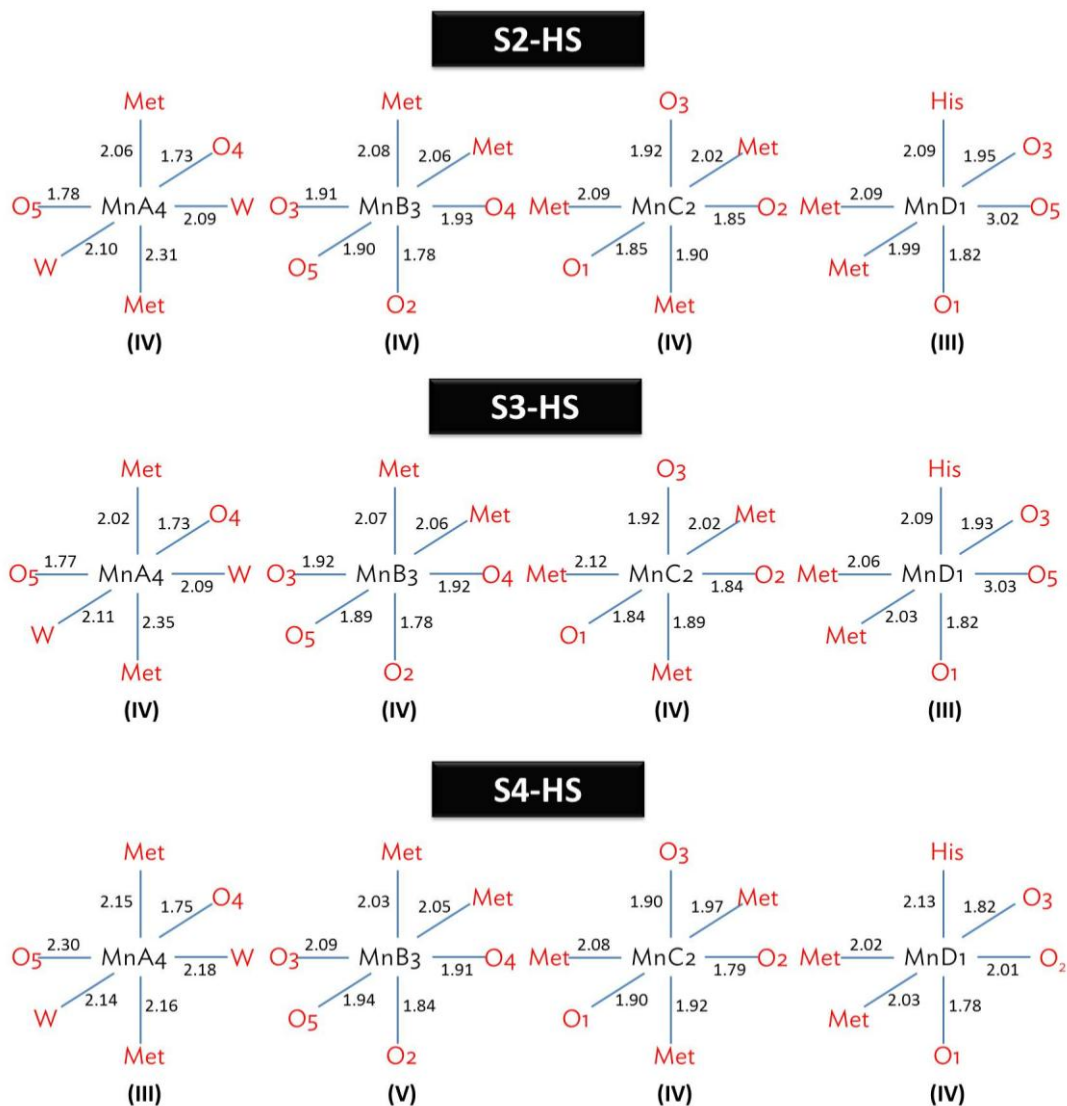 S2-HS
Met Met O3 His
2.06 1.73 O4 2.08 2.06 Met 1.92 2.02 Met 2.09 1.95 O3
O5 1.78 MnA4 2.09 W O3 1.91 MnB3 1.93 O4 Met 2.09 MnC2 1.85 O2 Met 2.09 MnD1 3.02 O5
W 2.10 2.31 O5 1.90 1.78 O1 1.85 1.90 Met 1.99 1.82
Met O2 Met O1
(IV) (IV) (IV) (III)
S3-HS
Met Met O3 His
2.02 1.73 O4 2.07 2.06 Met 1.92 2.02 Met 2.09 1.93 O3
O5 1.77 MnA4 2.09 W O3 1.92 MnB3 1.92 O4 Met 2.12 MnC2 1.84 O2 Met 2.06 MnD1 3.03 O5
W 2.11 2.35 O5 1.89 1.78 O1 1.84 1.89 Met 2.03 1.82
Met O2 Met O1
(IV) (IV) (IV) (III)
S4-HS
Met Met O3 His
2.15 1.75 O4 2.03 2.05 Met 1.90 1.97 Met 2.13 1.82 O3
O5 2.30 MnA4 2.18 W O3 2.09 MnB3 1.91 O4 Met 2.08 MnC2 1.79 O2 Met 2.02 MnD1 2.01 O2
W 2.14 2.16 O5 1.94 1.84 O1 1.90 1.92 Met 2.03 1.78
Met O2 Met O1
(III) (V) (IV) (IV)